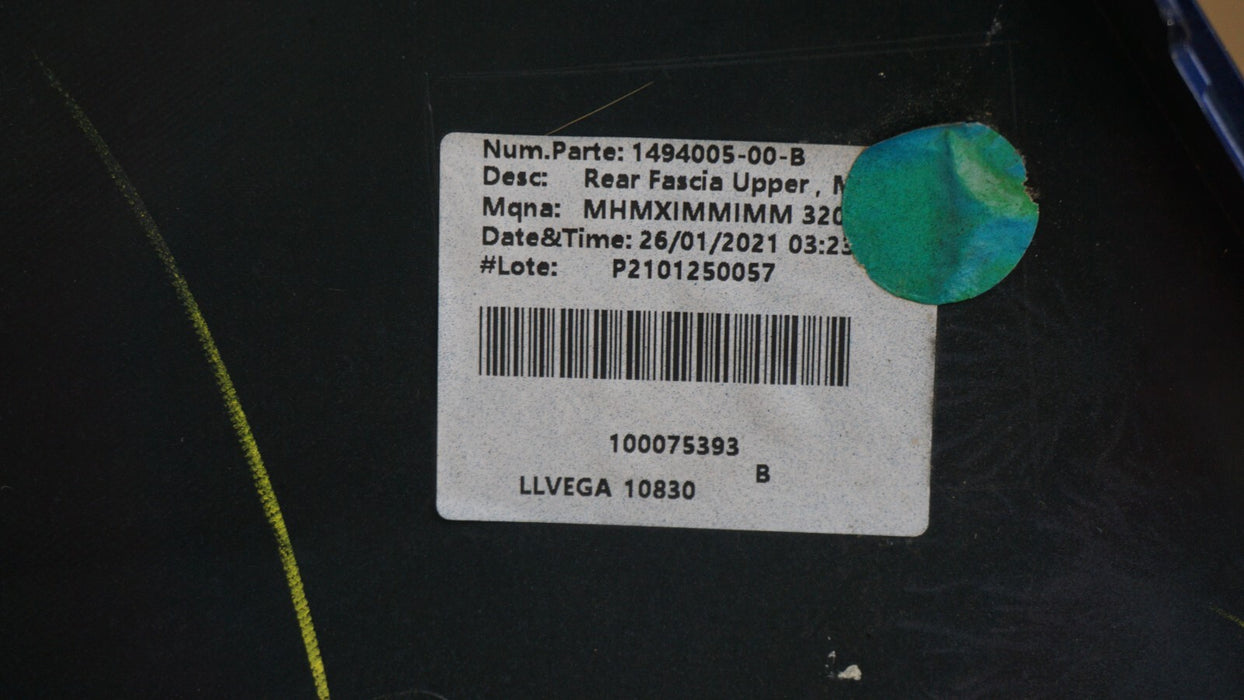 Num.Parte: 1494005-00-B
Desc: Rear Fascia Upper,
Mqna: MHMXIMMIMM 320
Date&Time: 26/01/2021 03:23
#Lote: P2101250057
100075393
B
LLVEGA 10830